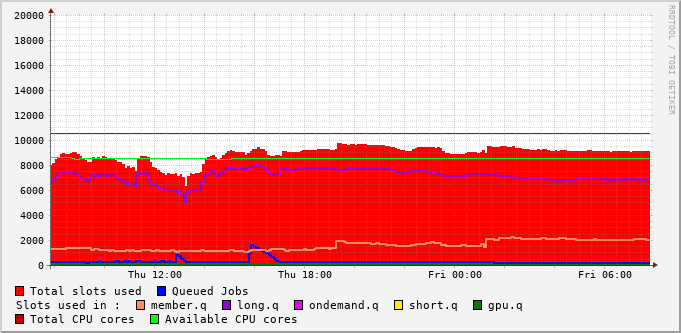 RRDTOOL / TOBI OETIKER
20000
18000
16000
14000
12000
10000
8000
6000
4000
2000
0
Thu 12:00 Thu 18:00 Fri 00:00 Fri 06:00
Total slots used Queued Jobs
Slots used in : member.q long.q ondemand.q short.q gpu.q
Total CPU cores Available CPU cores